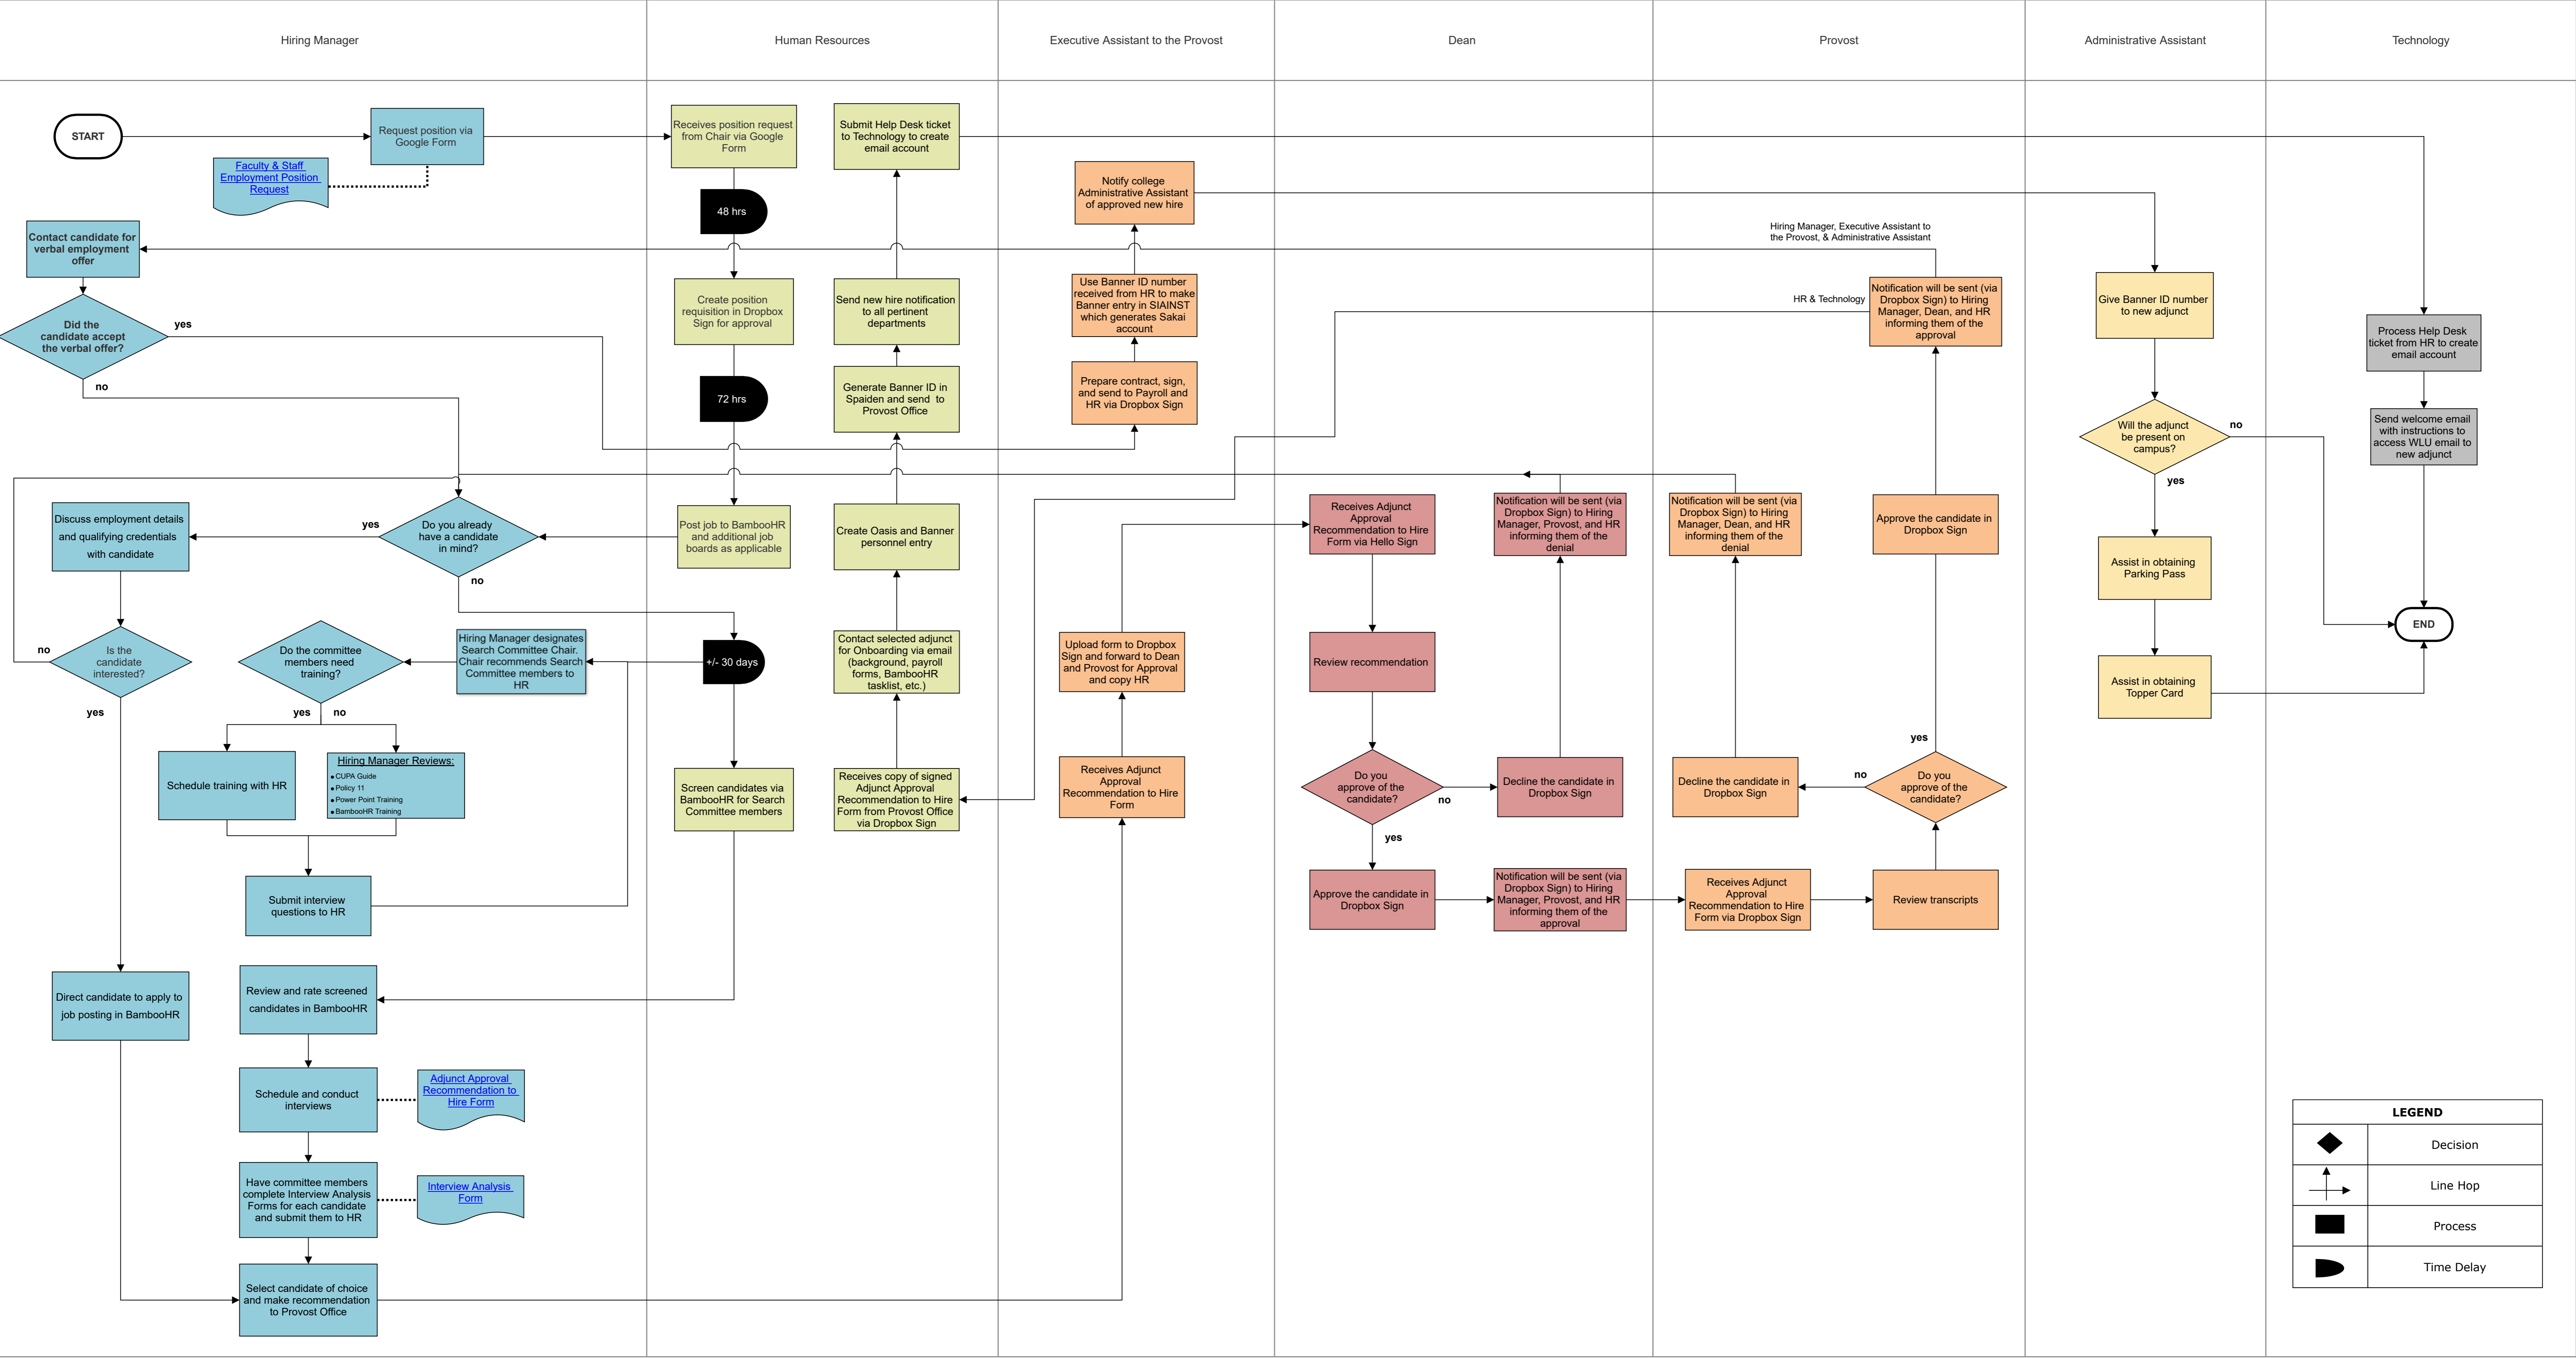 Hiring Manager
Human Resources
Executive Assistant to the Provost
Dean
Provost
Administrative Assistant
Technology
START
Request position via
Google Form
Faculty & Staff
Employment Position
Request
Contact candidate for
verbal employment
offer
Did the
candidate accept
the verbal offer?
yes
no
Discuss employment details
and qualifying credentials
with candidate
yes
Do you already
have a candidate
in mind?
no
Is the
candidate
interested?
no
yes
Do the committee
members need
training?
yes
no
Hiring Manager designates
Search Committee Chair.
Chair recommends Search
Committee members to
HR
Schedule training with HR
Hiring Manager Reviews:
• CUPA Guide
• Policy 11
• Power Point Training
• BambooHR Training
Submit interview
questions to HR
Direct candidate to apply to
job posting in BambooHR
Review and rate screened
candidates in BambooHR
Schedule and conduct
interviews
Adjunct Approval
Recommendation to
Hire Form
Have committee members
complete Interview Analysis
Forms for each candidate
and submit them to HR
Interview Analysis
Form
Select candidate of choice
and make recommendation
to Provost Office
Receives position request
from Chair via Google
Form
48 hrs
Create position
requisition in Dropbox
Sign for approval
72 hrs
Post job to BambooHR
and additional job
boards as applicable
+/- 30 days
Screen candidates via
BambooHR for Search
Committee members
Submit Help Desk ticket
to Technology to create
email account
Send new hire notification
to all pertinent
departments
Generate Banner ID in
Spaiden and send to
Provost Office
Create Oasis and Banner
personnel entry
Contact selected adjunct
for Onboarding via email
(background, payroll
forms, BambooHR
tasklist, etc.)
Receives copy of signed
Adjunct Approval
Recommendation to Hire
Form from Provost Office
via Dropbox Sign
Notify college
Administrative Assistant
of approved new hire
Use Banner ID number
received from HR to make
Banner entry in SIAINST
which generates Sakai
account
Prepare contract, sign,
and send to Payroll and
HR via Dropbox Sign
Upload form to Dropbox
Sign and forward to Dean
and Provost for Approval
and copy HR
Receives Adjunct
Approval
Recommendation to Hire
Form
Receives Adjunct
Approval
Recommendation to Hire
Form via Hello Sign
Review recommendation
Do you
approve of the
candidate?
no
yes
Approve the candidate in
Dropbox Sign
Notification will be sent (via
Dropbox Sign) to Hiring
Manager, Provost, and HR
informing them of the
denial
Decline the candidate in
Dropbox Sign
Notification will be sent (via
Dropbox Sign) to Hiring
Manager, Provost, and HR
informing them of the
approval
Hiring Manager, Executive Assistant to
the Provost, & Administrative Assistant
HR & Technology
Notification will be sent (via
Dropbox Sign) to Hiring
Manager, Dean, and HR
informing them of the
approval
Notification will be sent (via
Dropbox Sign) to Hiring
Manager, Dean, and HR
informing them of the
denial
Approve the candidate in
Dropbox Sign
yes
Decline the candidate in
Dropbox Sign
no
Do you
approve of the
candidate?
Receives Adjunct
Approval
Recommendation to Hire
Form via Dropbox Sign
Review transcripts
Give Banner ID number
to new adjunct
Will the adjunct
be present on
campus?
no
yes
Assist in obtaining
Parking Pass
Assist in obtaining
Topper Card
Process Help Desk
ticket from HR to create
email account
Send welcome email
with instructions to
access WLU email to
new adjunct
END
LEGEND
Decision
Line Hop
Process
Time Delay